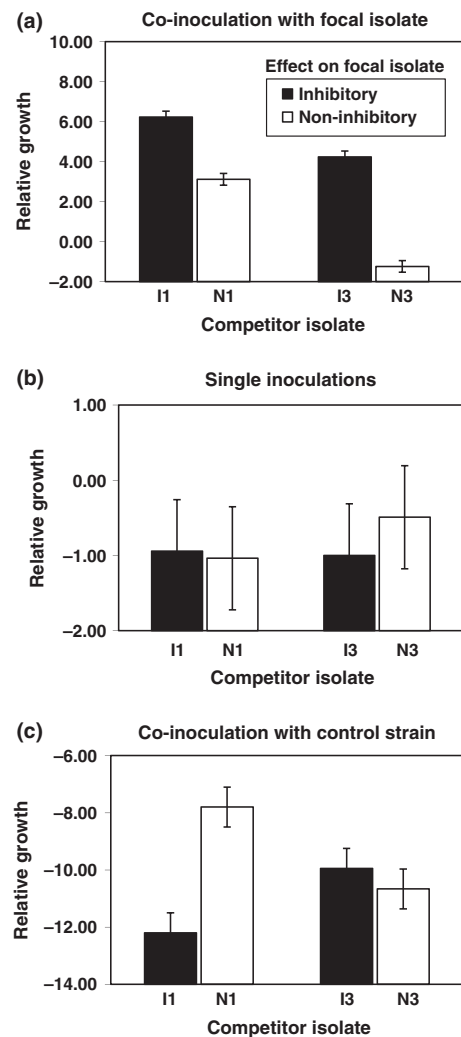 (a) Co-inoculation with focal isolate
10.00
8.00
6.00
4.00
2.00
0.00
−2.00
Relative growth
Effect on focal isolate
Inhibitory
Non-inhibitory
I1 N1 I3 N3
Competitor isolate
(b) Single inoculations
1.00
0.00
−1.00
−2.00
Relative growth
I1 N1 I3 N3
Competitor isolate
(c) Co-inoculation with control strain
−6.00
−8.00
−10.00
−12.00
−14.00
Relative growth
I1 N1 I3 N3
Competitor isolate